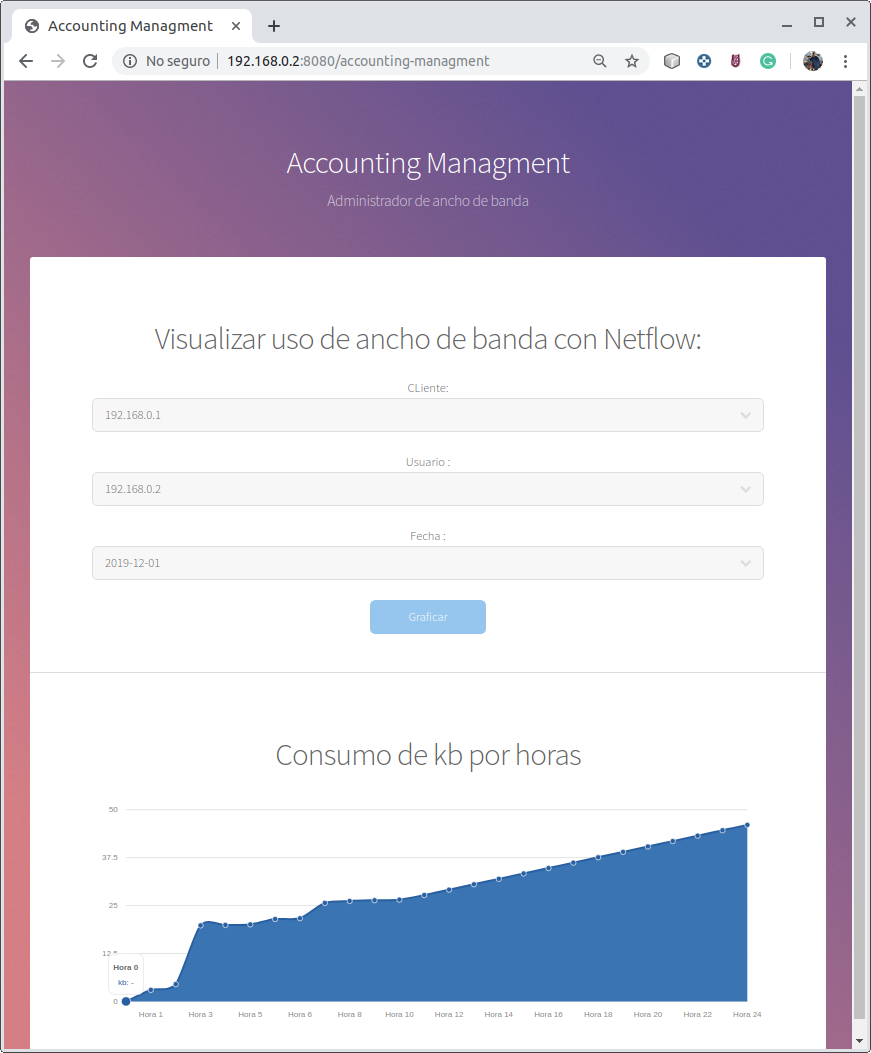 Accounting Managment
No seguro
192.168.0.2:8080/accounting-managment
Accounting Managment
Administrador de ancho de banda
Visualizar uso de ancho de banda con Netflow:
CLiente:
192.168.0.1
Usuario :
192.168.0.2
Fecha :
2019-12-01
Graficar
Consumo de kb por horas
50
37.5
25
12.5
Hora 0
kb: -
0
Hora 1 Hora 3 Hora 5 Hora 6 Hora 8 Hora 10 Hora 12 Hora 14 Hora 16 Hora 18 Hora 20 Hora 22 Hora 24